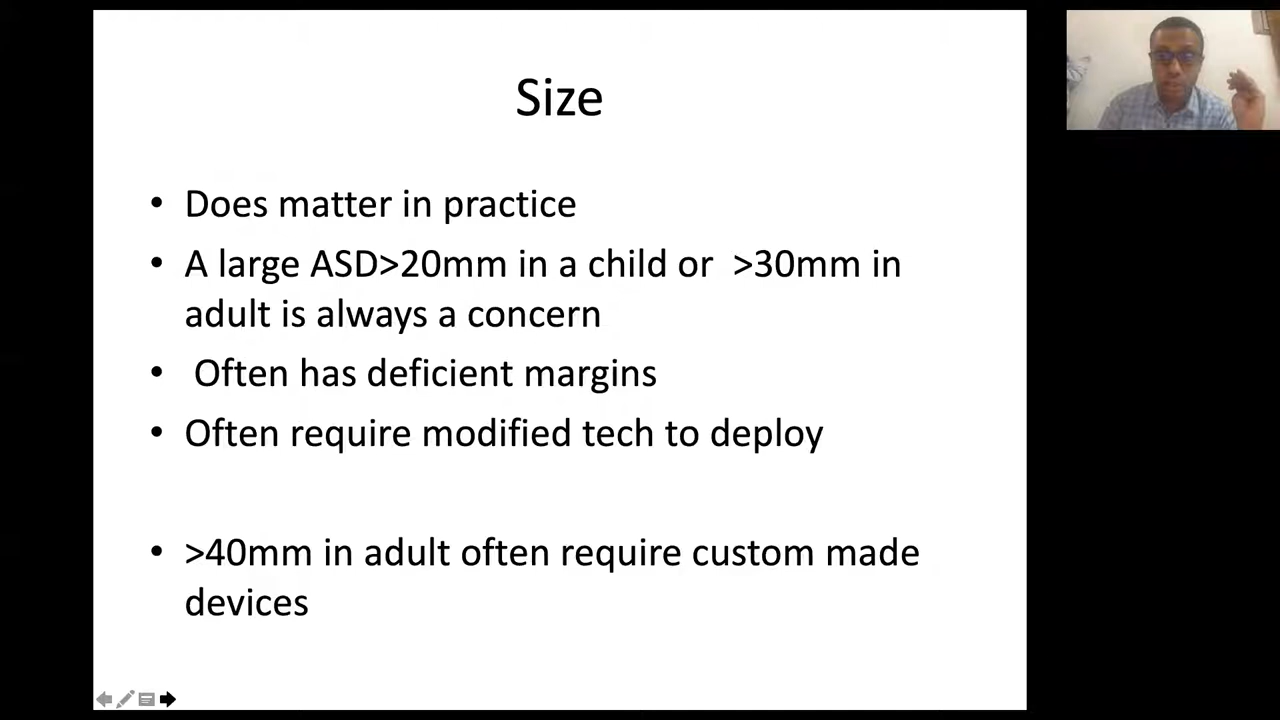 Size
• Does matter in practice
• A large ASD>20mm in a child or >30mm in
adult is always a concern
• Often has deficient margins
• Often require modified tech to deploy
• >40mm in adult often require custom made
devices